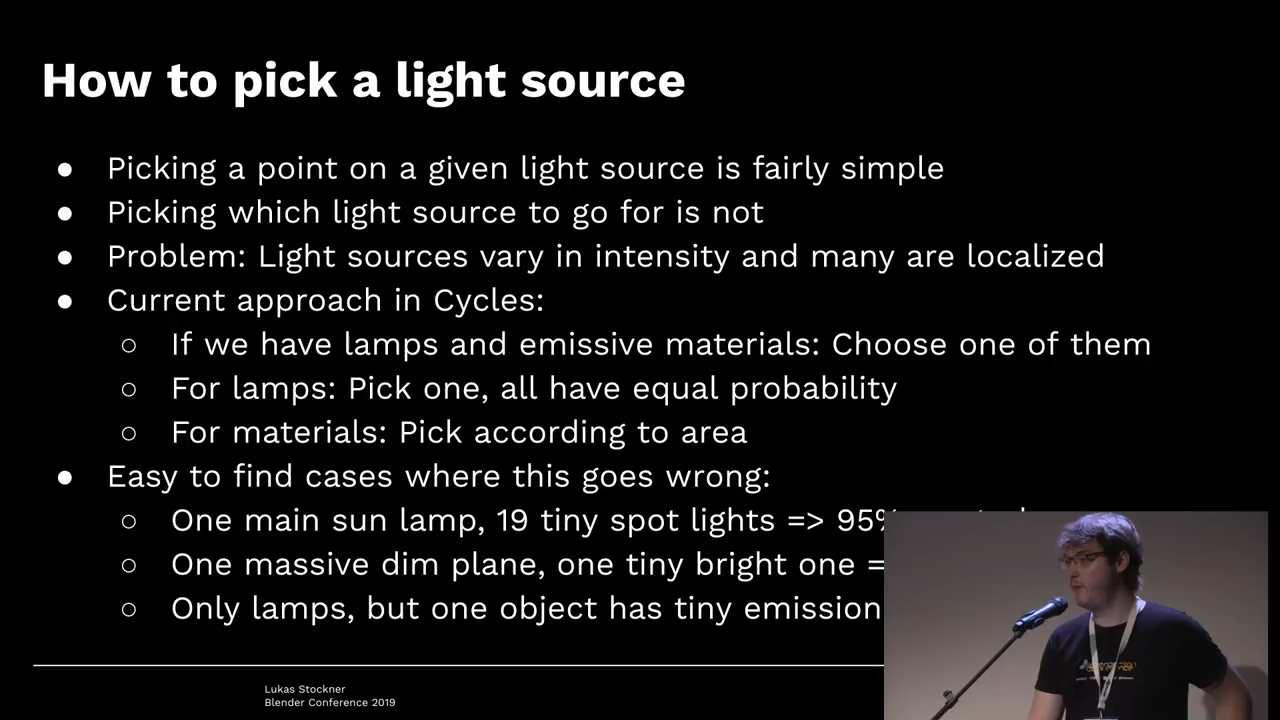 How to pick a light source
● Picking a point on a given light source is fairly simple
● Picking which light source to go for is not
● Problem: Light sources vary in intensity and many are localized
● Current approach in Cycles:
○ If we have lamps and emissive materials: Choose one of them
○ For lamps: Pick one, all have equal probability
○ For materials: Pick according to area
● Easy to find cases where this goes wrong:
○ One main sun lamp, 19 tiny spot lights => 95%
○ One massive dim plane, one tiny bright one =
○ Only lamps, but one object has tiny emission
Lukas Stockner
Blender Conference 2019